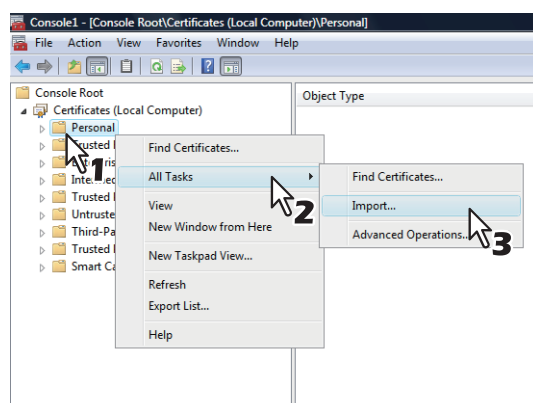 Console1 - [Console Root\Certificates (Local Computer)\Personal]
File Action View Favorites Window Help
Console Root
Certificates (Local Computer)
Personal
Trusted
Untruste
Third-Pa
Trusted
Smart Ca
Object Type
Find Certificates...
All Tasks
View
New Window from Here
New Taskpad View...
Refresh
Export List...
Help
Find Certificates...
Import...
Advanced Operations...
1
2
3